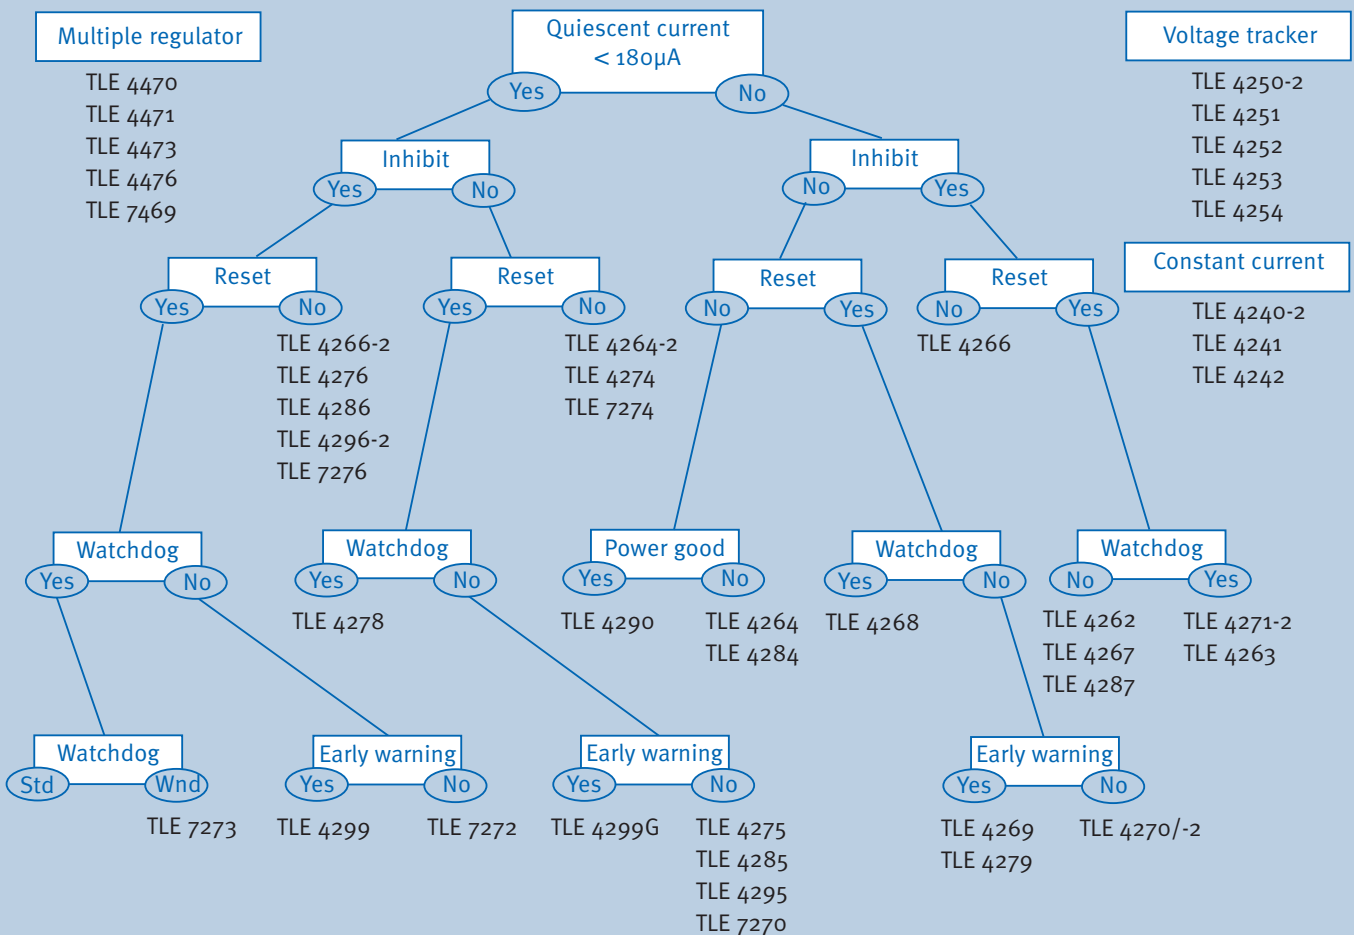 Multiple regulator
TLE 4470
TLE 4471
TLE 4473
TLE 4476
TLE 7469
Quiescent current
< 180µA
Yes
No
Voltage tracker
TLE 4250-2
TLE 4251
TLE 4252
TLE 4253
TLE 4254
Inhibit
Yes
No
Inhibit
No
Yes
Constant current
TLE 4240-2
TLE 4241
TLE 4242
Reset
Yes
No
TLE 4266-2
TLE 4276
TLE 4286
TLE 4296-2
TLE 7276
Reset
Yes
No
TLE 4264-2
TLE 4274
TLE 7274
Reset
No
Yes
Reset
No
Yes
TLE 4266
Watchdog
Yes
No
Watchdog
Yes
No
TLE 4278
Power good
Yes
No
TLE 4290
TLE 4264
TLE 4284
Watchdog
Yes
No
TLE 4268
Watchdog
No
Yes
TLE 4262
TLE 4267
TLE 4287
TLE 4271-2
TLE 4263
Watchdog
Std
Wnd
TLE 7273
Early warning
Yes
No
TLE 4299
TLE 7272
Early warning
Yes
No
TLE 4299G
TLE 4275
TLE 4285
TLE 4295
TLE 7270
Early warning
Yes
No
TLE 4269
TLE 4279
TLE 4270/-2